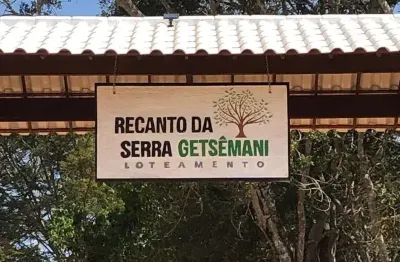 RECANTO DA
SERRA GETSÊMANI
LOTEAMENTO